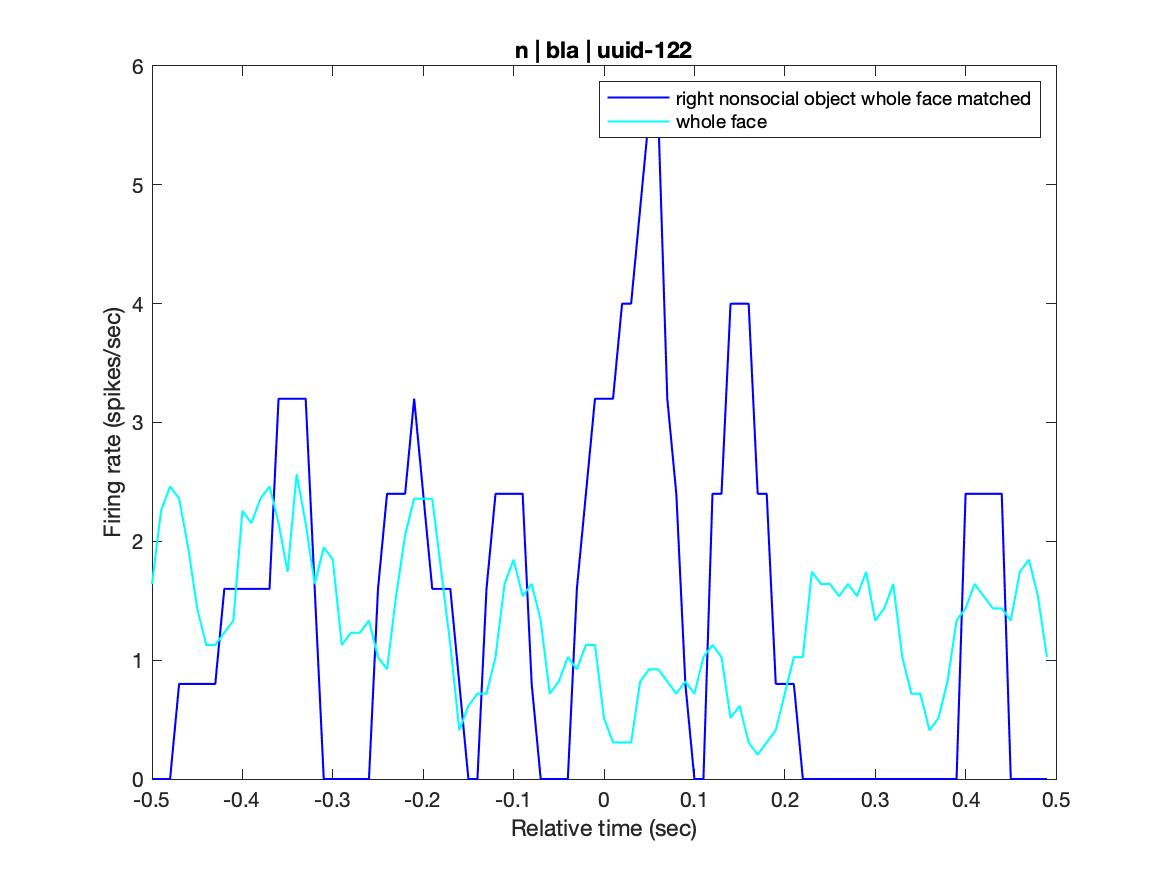 n | bla | uuid-122
right nonsocial object whole face matched
whole face
6
5
4
3
2
1
0
Firing rate (spikes/sec)
-0.5 -0.4 -0.3 -0.2 -0.1 0 0.1 0.2 0.3 0.4 0.5
Relative time (sec)